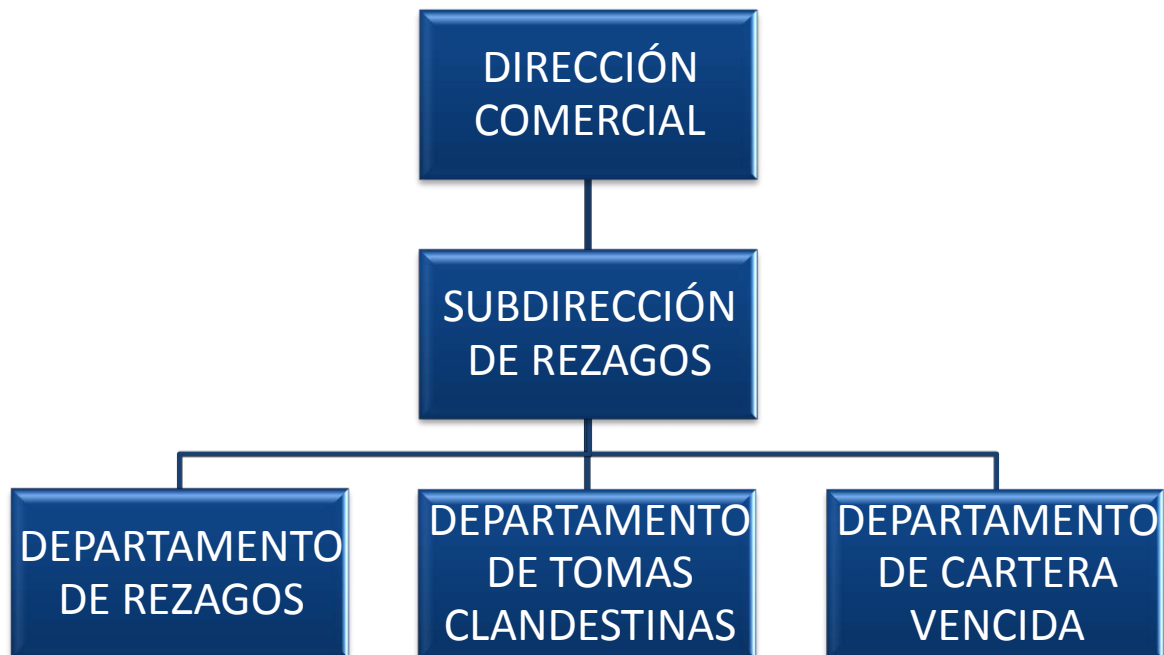 DIRECCIÓN
COMERCIAL
SUBDIRECCIÓN
DE REZAGOS
DEPARTAMENTO
DE REZAGOS
DEPARTAMENTO
DE TOMAS
CLANDESTINAS
DEPARTAMENTO
DE CARTERA
VENCIDA